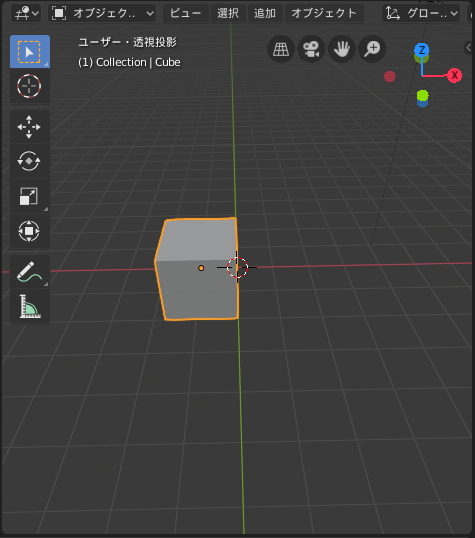 オブジェク.. ビュー 選択 追加 オブジェクト グロー..
ユーザー・透視投影
(1) Collection | Cube
Z
X